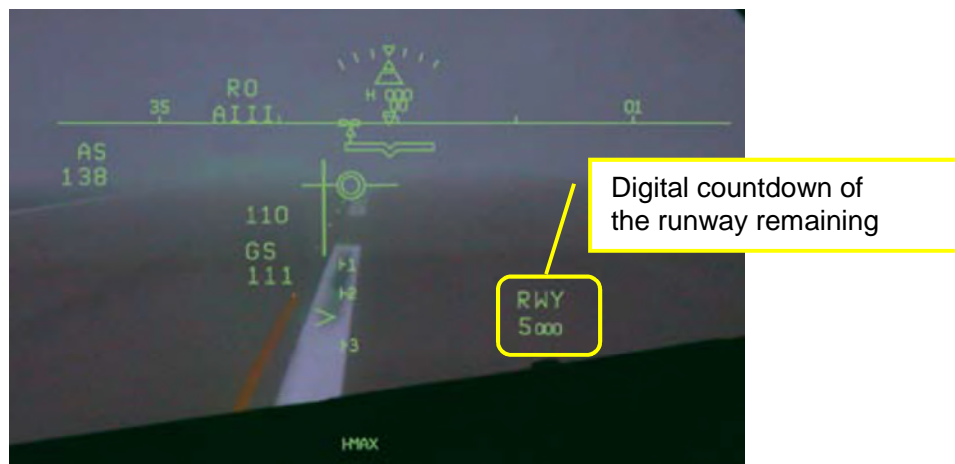 RO
AIII
H 000
35
01
AS
138
110
GS
111
1
2
3
RWY
5000
Digital countdown of
the runway remaining
MAX